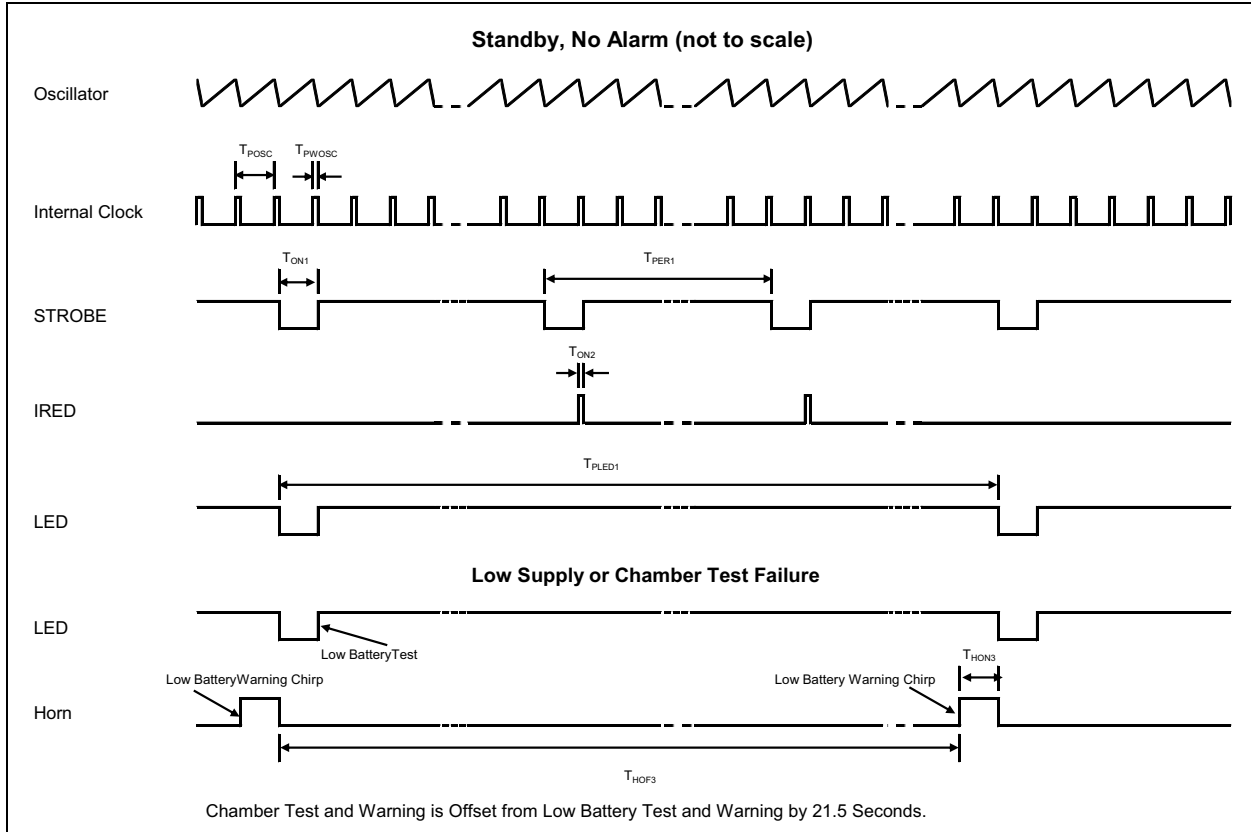 Standby, No Alarm (not to scale)
Oscillator
TPOSC
TPWOSC
Internal Clock
TON1
TPER1
STROBE
TON2
IRED
TPLED1
LED
Low Supply or Chamber Test Failure
LED
Low BatteryTest
THON3
Low BatteryWarning Chirp
Low Battery Warning Chirp
Horn
THOF3
Chamber Test and Warning is Offset from Low Battery Test and Warning by 21.5 Seconds.